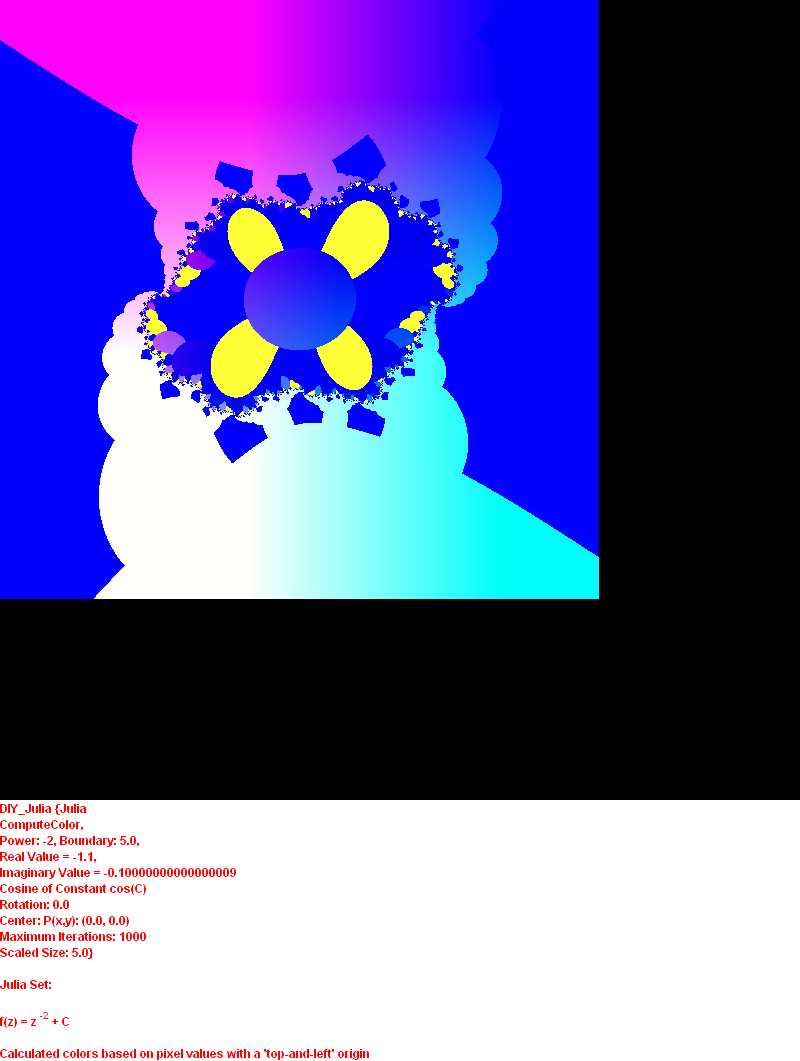 DIY_Julia {Julia
ComputeColor,
Power: -2, Boundary: 5.0,
Real Value = -1.1,
Imaginary Value = -0.10000000000000009
Cosine of Constant cos(C)
Rotation: 0.0
Center: P(x,y): (0.0, 0.0)
Maximum Iterations: 1000
Scaled Size: 5.0}
Julia Set:
f(z) = z -2 + C
Calculated colors based on pixel values with a 'top-and-left' origin